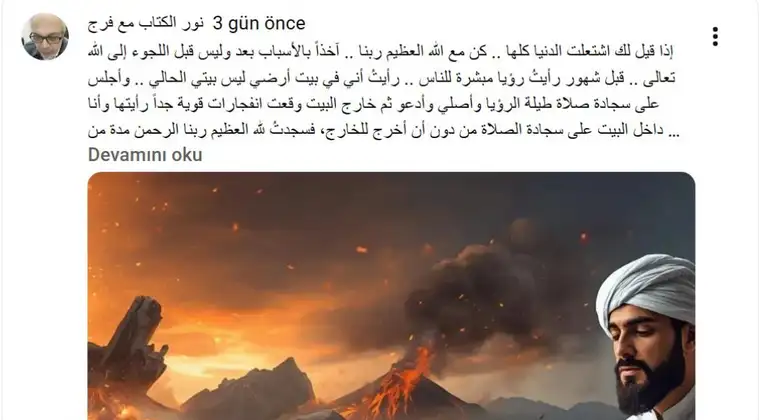 نور الكتاب مع فرج 3 gün önce
إذا قيل لك اشتعلت الدنيا كلها .. كن مع الله العظيم ربنا .. آخذاً بالأسباب بعد وليس قبل اللجوء إلى الله
تعالى .. قبل شهور رأيتُ رؤيا مبشرة للناس .. رأيتُ أني في بيت أرضي ليس بيتي الحالي .. وأجلس
على سجادة صلاة طيلة الرؤيا وأصلي وأدعو ثم خارج البيت وقعت انفجارات قوية جداً رأيتها وأنا
داخل البيت على سجادة الصلاة من دون أن أخرج للخارج، فسجدتُ لله العظيم ربنا الرحمن مدة من ...
Devamını oku